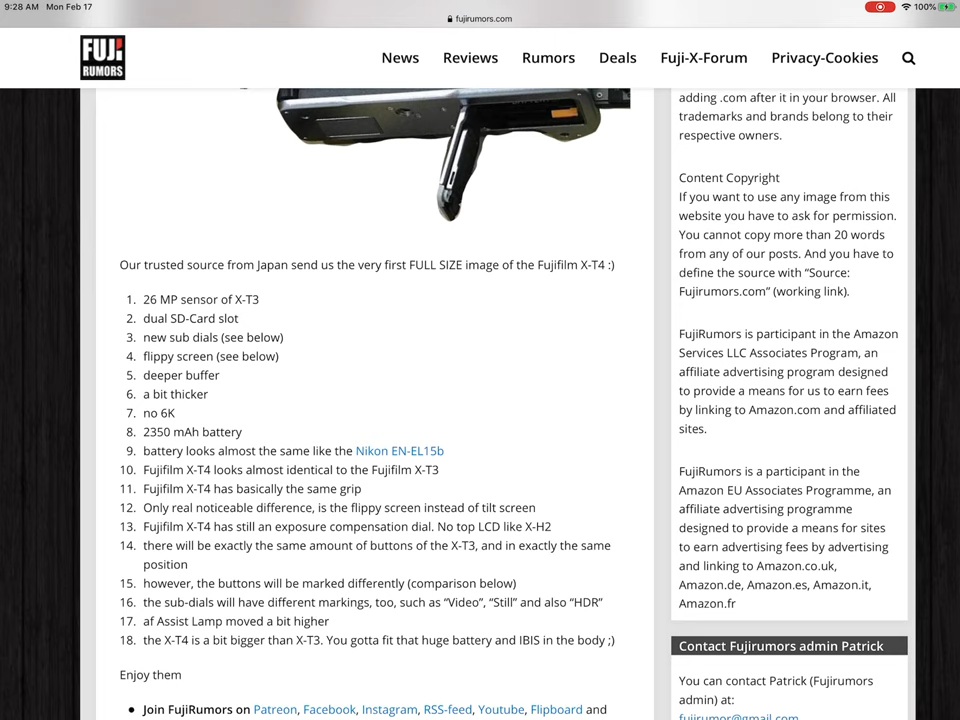 9:28 AM Mon Feb 17
100%
fujirumors.com
FUJI
RUMORS
News Reviews Rumors Deals Fuji-X-Forum Privacy-Cookies
Our trusted source from Japan send us the very first FULL SIZE image of the Fujifilm X-T4 :)
1. 26 MP sensor of X-T3
2. dual SD-Card slot
3. new sub dials (see below)
4. flippy screen (see below)
5. deeper buffer
6. a bit thicker
7. no 6K
8. 2350 mAh battery
9. battery looks almost the same like the Nikon EN-EL15b
10. Fujifilm X-T4 looks almost identical to the Fujifilm X-T3
11. Fujifilm X-T4 has basically the same grip
12. Only real noticeable difference, is the flippy screen instead of tilt screen
13. Fujifilm X-T4 has still an exposure compensation dial. No top LCD like X-H2
14. there will be exactly the same amount of buttons of the X-T3, and in exactly the same
position
15. however, the buttons will be marked differently (comparison below)
16. the sub-dials will have different markings, too, such as “Video”, “Still” and also “HDR”
17. af Assist Lamp moved a bit higher
18. the X-T4 is a bit bigger than X-T3. You gotta fit that huge battery and IBIS in the body ;)
Enjoy them
● Join FujiRumors on Patreon, Facebook, Instagram, RSS-feed, Youtube, Flipboard and
adding .com after it in your browser. All
trademarks and brands belong to their
respective owners.
Content Copyright
If you want to use any image from this
website you have to ask for permission.
You cannot copy more than 20 words
from any of our posts. And you have to
define the source with “Source:
Fujirumors.com” (working link).
FujiRumors is participant in the Amazon
Services LLC Associates Program, an
affiliate advertising program designed
to provide a means for us to earn fees
by linking to Amazon.com and affiliated
sites.
FujiRumors is a participant in the
Amazon EU Associates Programme, an
affiliate advertising programme
designed to provide a means for sites
to earn advertising fees by advertising
and linking to Amazon.co.uk,
Amazon.de, Amazon.es, Amazon.it,
Amazon.fr
Contact Fujirumors admin Patrick
You can contact Patrick (Fujirumors
admin) at:
fujirumor@gmail.com